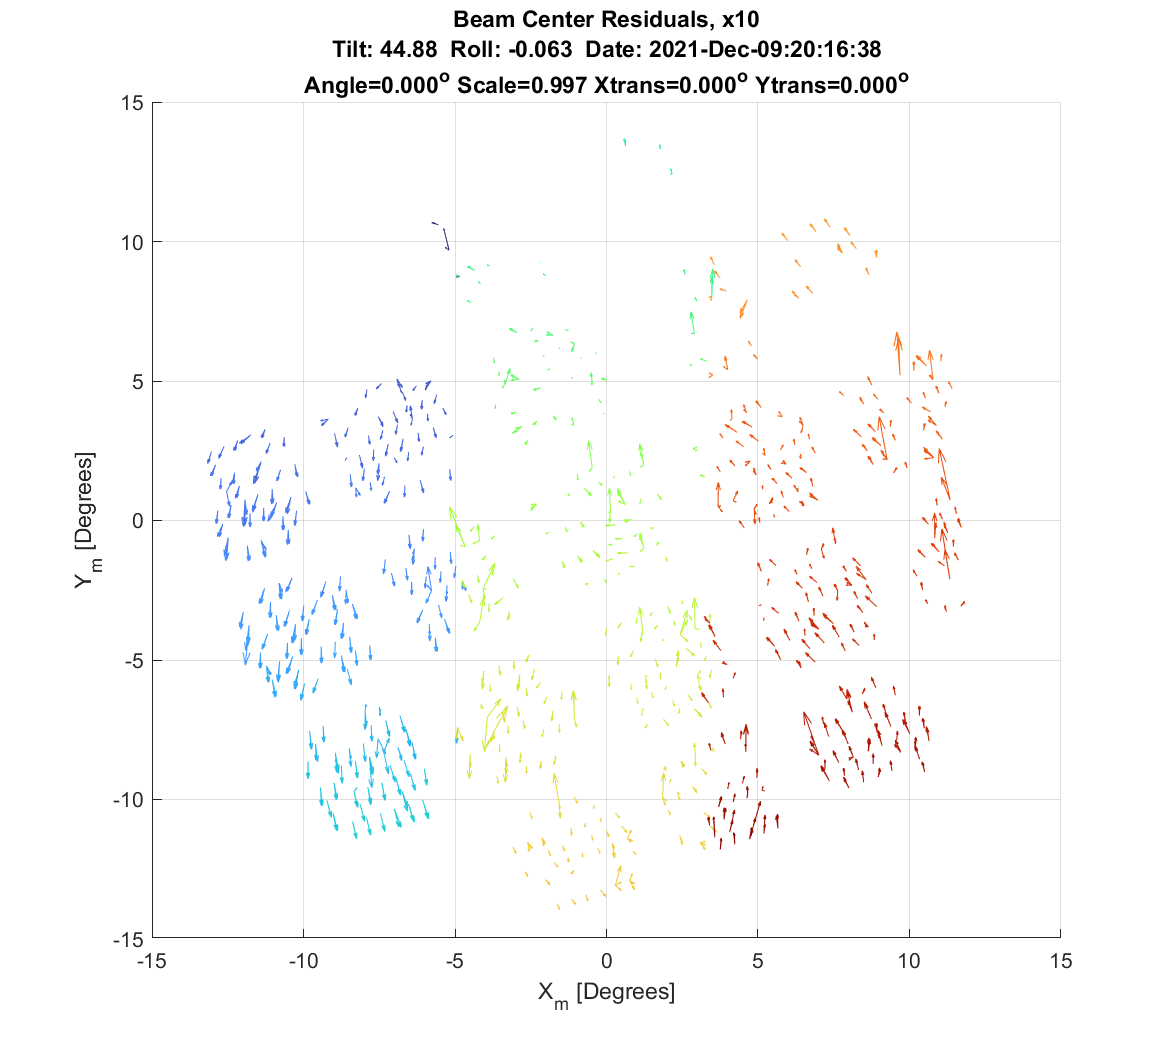 Beam Center Residuals, x10
Tilt: 44.88 Roll: -0.063 Date: 2021-Dec-09:20:16:38
Angle=0.000° Scale=0.997 Xtrans=0.000° Ytrans=0.000°
15
10
5
0
-5
-10
-15
Y_m [Degrees]
-15 -10 -5 0 5 10 15
X_m [Degrees]